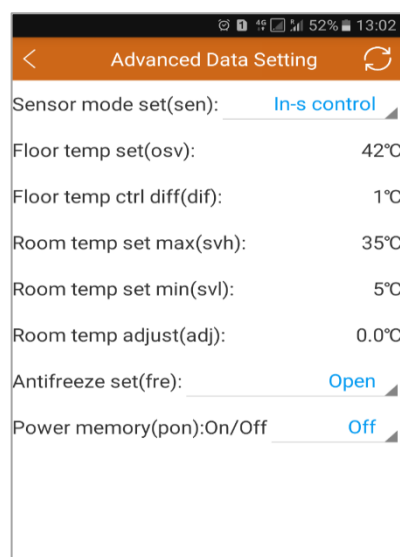 4G 1 52% 13:02
Advanced Data Setting
Sensor mode set(sen): In-s control
Floor temp set(osv): 42℃
Floor temp ctrl diff(dif): 1℃
Room temp set max(svh): 35℃
Room temp set min(svl): 5℃
Room temp adjust(adj): 0.0℃
Antifreeze set(fre): Open
Power memory(pon):On/Off Off